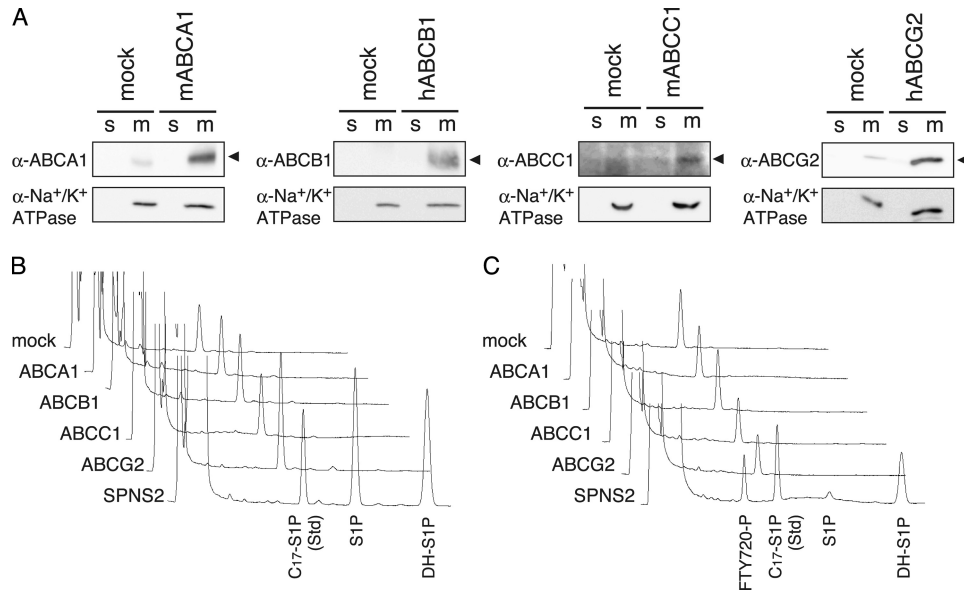 A
mock
mABCA1
s m s m
α-ABCA1
α-Na+/K+
ATPase
mock
hABCB1
s m s m
α-ABCB1
α-Na+/K+
ATPase
mock
mABCC1
s m s m
α-ABCC1
α-Na+/K+
ATPase
mock
hABCG2
s m s m
α-ABCG2
α-Na+/K+
ATPase
B
mock
ABCA1
ABCB1
ABCC1
ABCG2
SPNS2
C17-S1P
(Std)
S1P
DH-S1P
C
mock
ABCA1
ABCB1
ABCC1
ABCG2
SPNS2
FTY720-P
C17-S1P
(Std)
S1P
DH-S1P